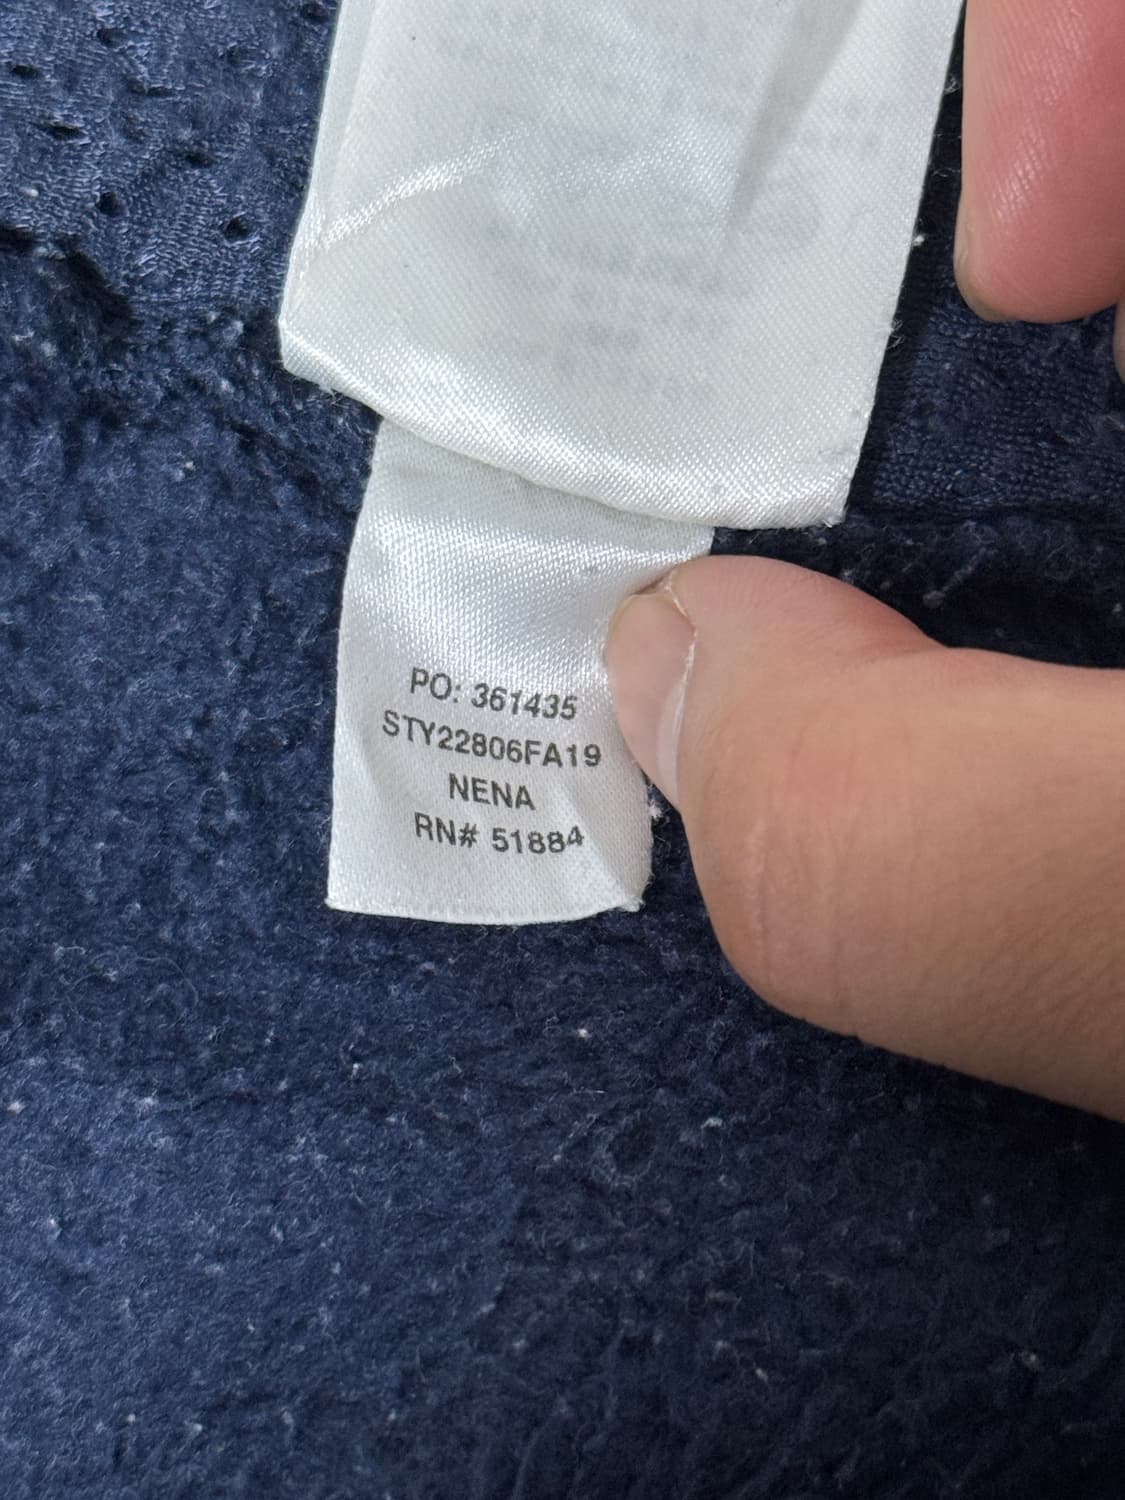 PO: 361435
STY22806FA19
NENA
RN# 51884